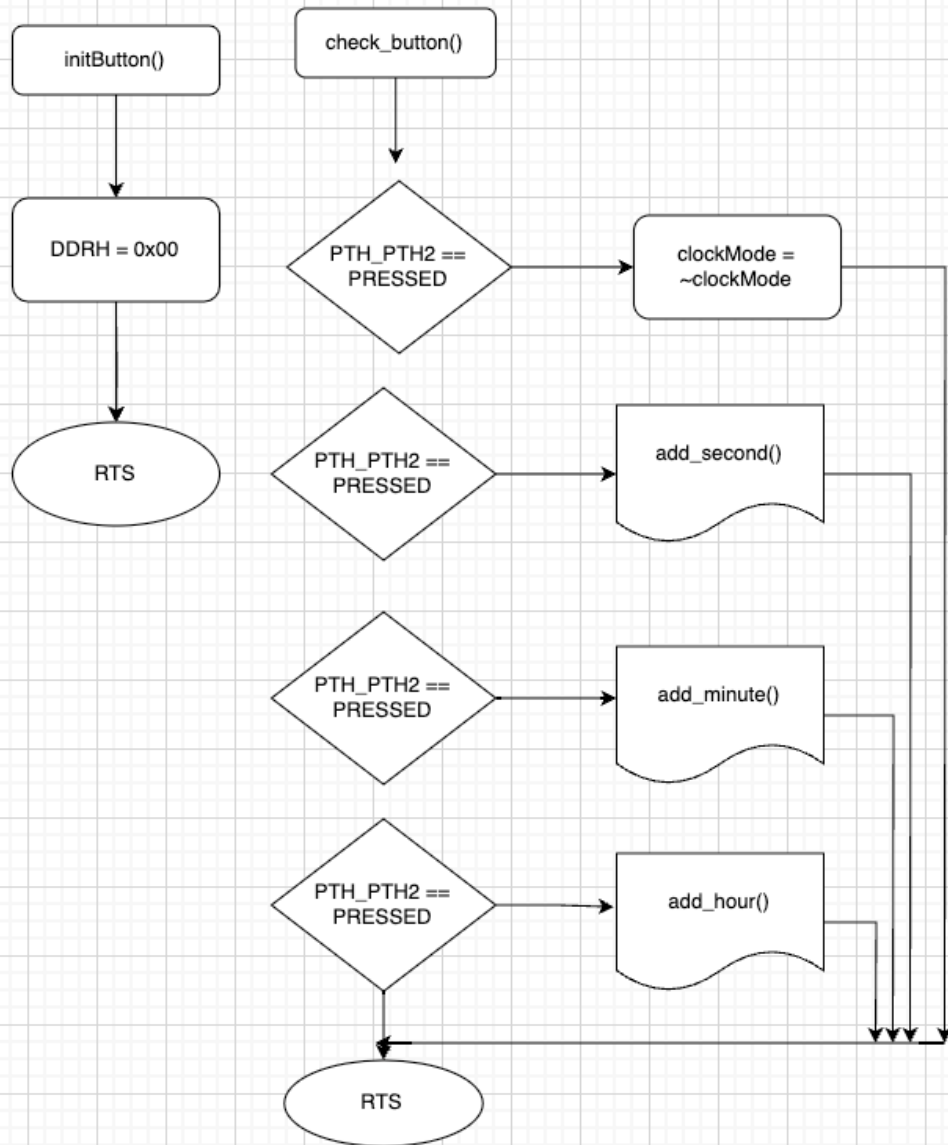 initButton()
DDRH = 0x00
RTS
check_button()
PTH_PTH2 ==
PRESSED
clockMode =
~clockMode
PTH_PTH2 ==
PRESSED
add_second()
PTH_PTH2 ==
PRESSED
add_minute()
PTH_PTH2 ==
PRESSED
add_hour()
RTS